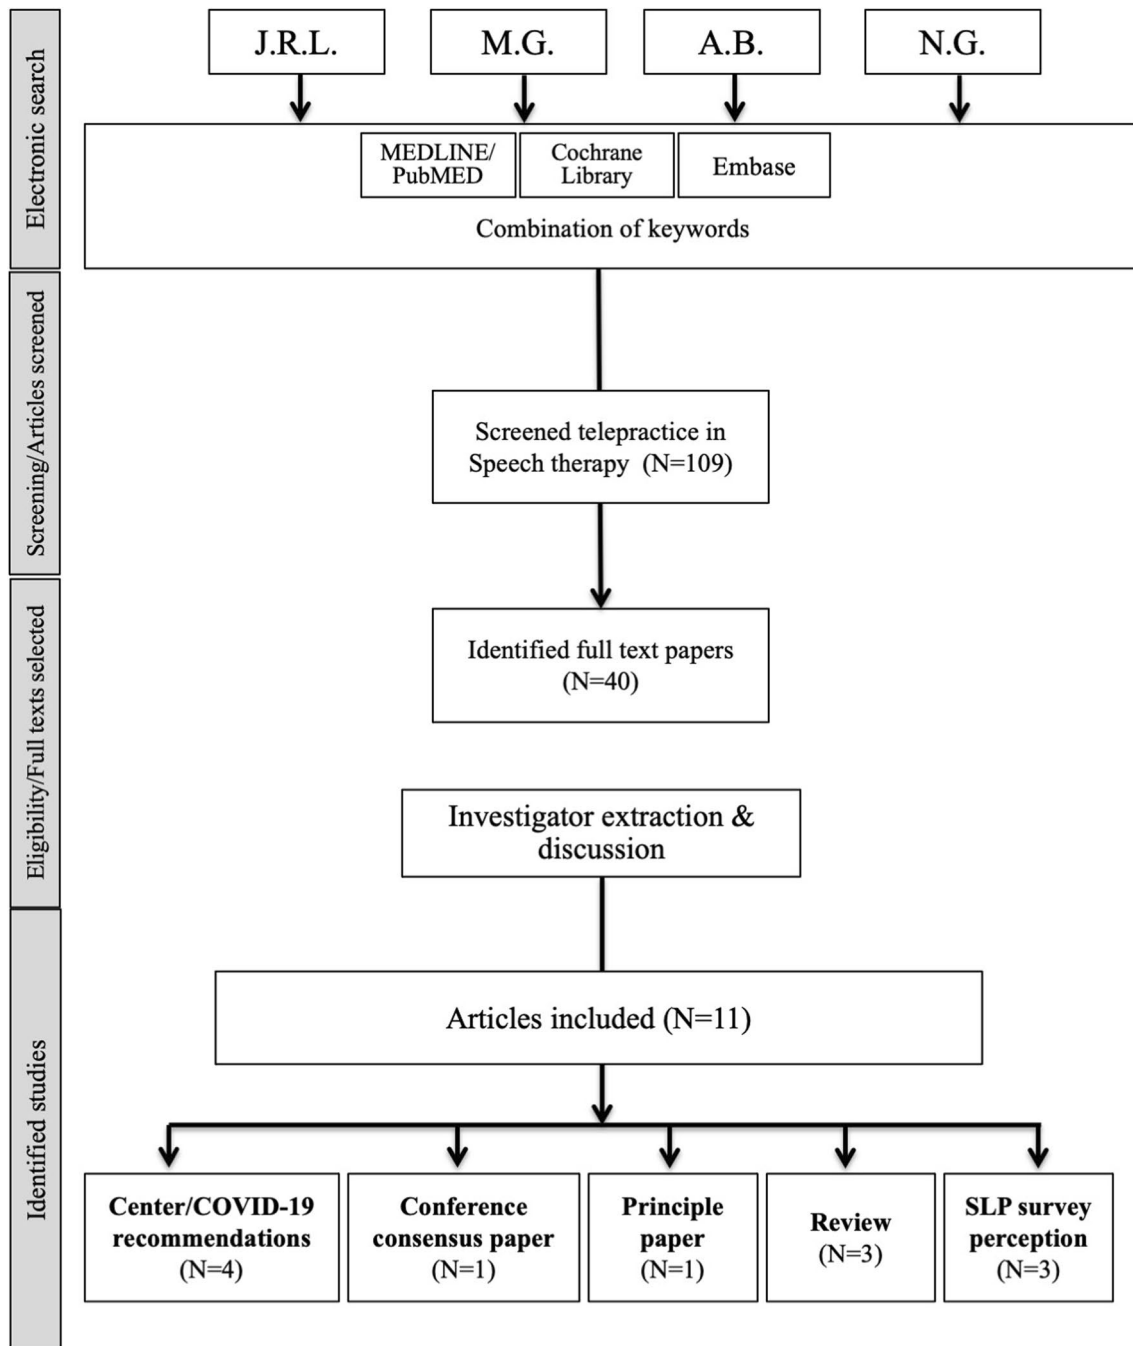 Electronic search
J.R.L.
M.G.
A.B.
N.G.
MEDLINE/
PubMED
Cochrane
Library
Embase
Combination of keywords
Screening/Articles screened
Screened telepractice in
Speech therapy (N=109)
Eligibility/Full texts selected
Identified full text papers
(N=40)
Investigator extraction &
discussion
Identified studies
Articles included (N=11)
Center/COVID-19
recommendations
(N=4)
Conference
consensus paper
(N=1)
Principle
paper
(N=1)
Review
(N=3)
SLP survey
perception
(N=3)